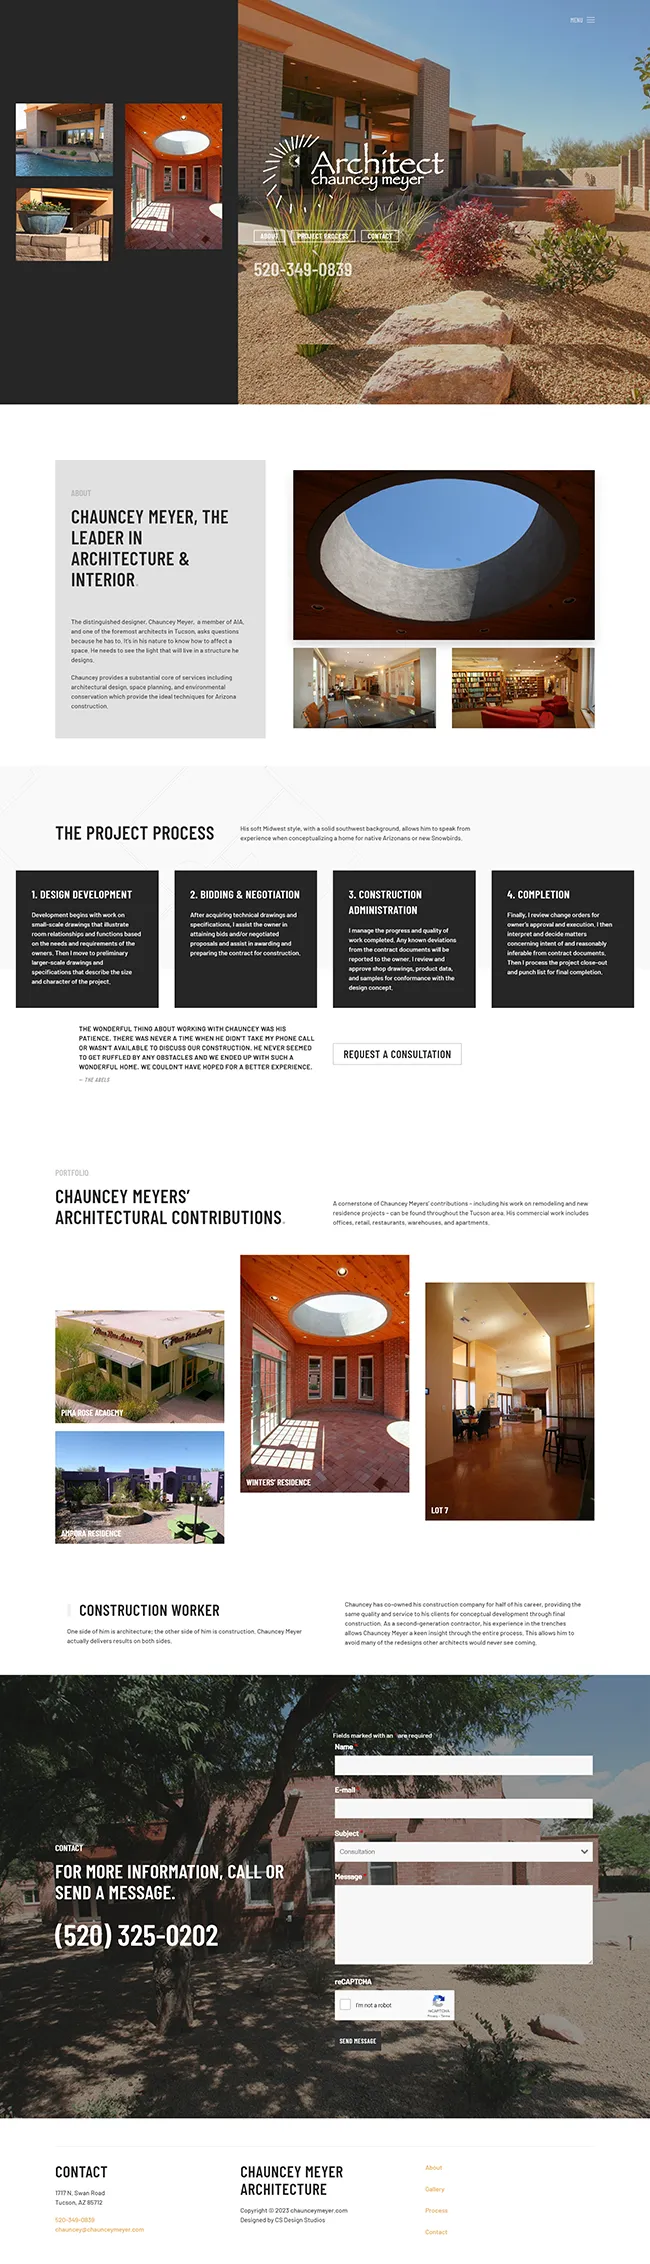 MENU
Architect
chauncey meyer
ABOUT
PROJECT PROCESS
CONTACT
520-349-0839
ABOUT
CHAUNCEY MEYER, THE
LEADER IN
ARCHITECTURE &
INTERIOR.
The distinguished designer, Chauncey Meyer, a member of AIA,
and one of the foremost architects in Tucson, asks questions
because he has to. It's in his nature to know how to affect a
space. He needs to see the light that will live in a structure he
designs.
Chauncey provides a substantial core of services including
architectural design, space planning, and environmental
conservation which provide the ideal techniques for Arizona
construction.
THE PROJECT PROCESS
His soft Midwest style, with a solid southwest background, allows him to speak from
experience when conceptualizing a home for native Arizonans or new Snowbirds.
1. DESIGN DEVELOPMENT
Development begins with work on
small-scale drawings that illustrate
room relationships and functions based
on the needs and requirements of the
owners. Then I move to preliminary
larger-scale drawings and
specifications that describe the size
and character of the project.
2. BIDDING & NEGOTIATION
After acquiring technical drawings and
specifications, I assist the owner in
attaining bids and/or negotiated
proposals and assist in awarding and
preparing the contract for construction.
3. CONSTRUCTION
ADMINISTRATION
I manage the progress and quality of
work completed. Any known deviations
from the contract documents will be
reported to the owner. I review and
approve shop drawings, product data,
and samples for conformance with the
design concept.
4. COMPLETION
Finally, I review change orders for
owner's approval and execution. I then
interpret and decide matters
concerning intent of and reasonably
inferable from contract documents.
Then I process the project close-out
and punch list for final completion.
THE WONDERFUL THING ABOUT WORKING WITH CHAUNCEY WAS HIS
PATIENCE. THERE WAS NEVER A TIME WHEN HE DIDN'T TAKE MY PHONE CALL
OR WASN'T AVAILABLE TO DISCUSS OUR CONSTRUCTION. HE NEVER SEEMED
TO GET RUFFLED BY ANY OBSTACLES AND WE ENDED UP WITH SUCH A
WONDERFUL HOME. WE COULDN'T HAVE HOPED FOR A BETTER EXPERIENCE.
— THE ABELS
REQUEST A CONSULTATION
PORTFOLIO
CHAUNCEY MEYERS'
ARCHITECTURAL CONTRIBUTIONS.
A cornerstone of Chauncey Meyers' contributions – including his work on remodeling and new
residence projects – can be found throughout the Tucson area. His commercial work includes
offices, retail, restaurants, warehouses, and apartments.
PIMA ROSE ACADEMY
AMPORA RESIDENCE
WINTERS' RESIDENCE
LOT 7
CONSTRUCTION WORKER
One side of him is architecture; the other side of him is construction. Chauncey Meyer
actually delivers results on both sides.
Chauncey has co-owned his construction company for half of his career, providing the
same quality and service to his clients for conceptual development through final
construction. As a second-generation contractor, his experience in the trenches
allows Chauncey Meyer a keen insight through the entire process. This allows him to
avoid many of the redesigns other architects would never see coming.
CONTACT
FOR MORE INFORMATION, CALL OR
SEND A MESSAGE.
(520) 325-0202
Fields marked with an * are required
Name *
E-mail *
Subject
Consultation
Message *
reCAPTCHA
I'm not a robot
reCAPTCHA
Privacy - Terms
SEND MESSAGE
CONTACT
1717 N. Swan Road
Tucson, AZ 85712
520-349-0839
chauncey@chaunceymeyer.com
CHAUNCEY MEYER
ARCHITECTURE
Copyright © 2023 chaunceymeyer.com
Designed by CS Design Studios
About
Gallery
Process
Contact